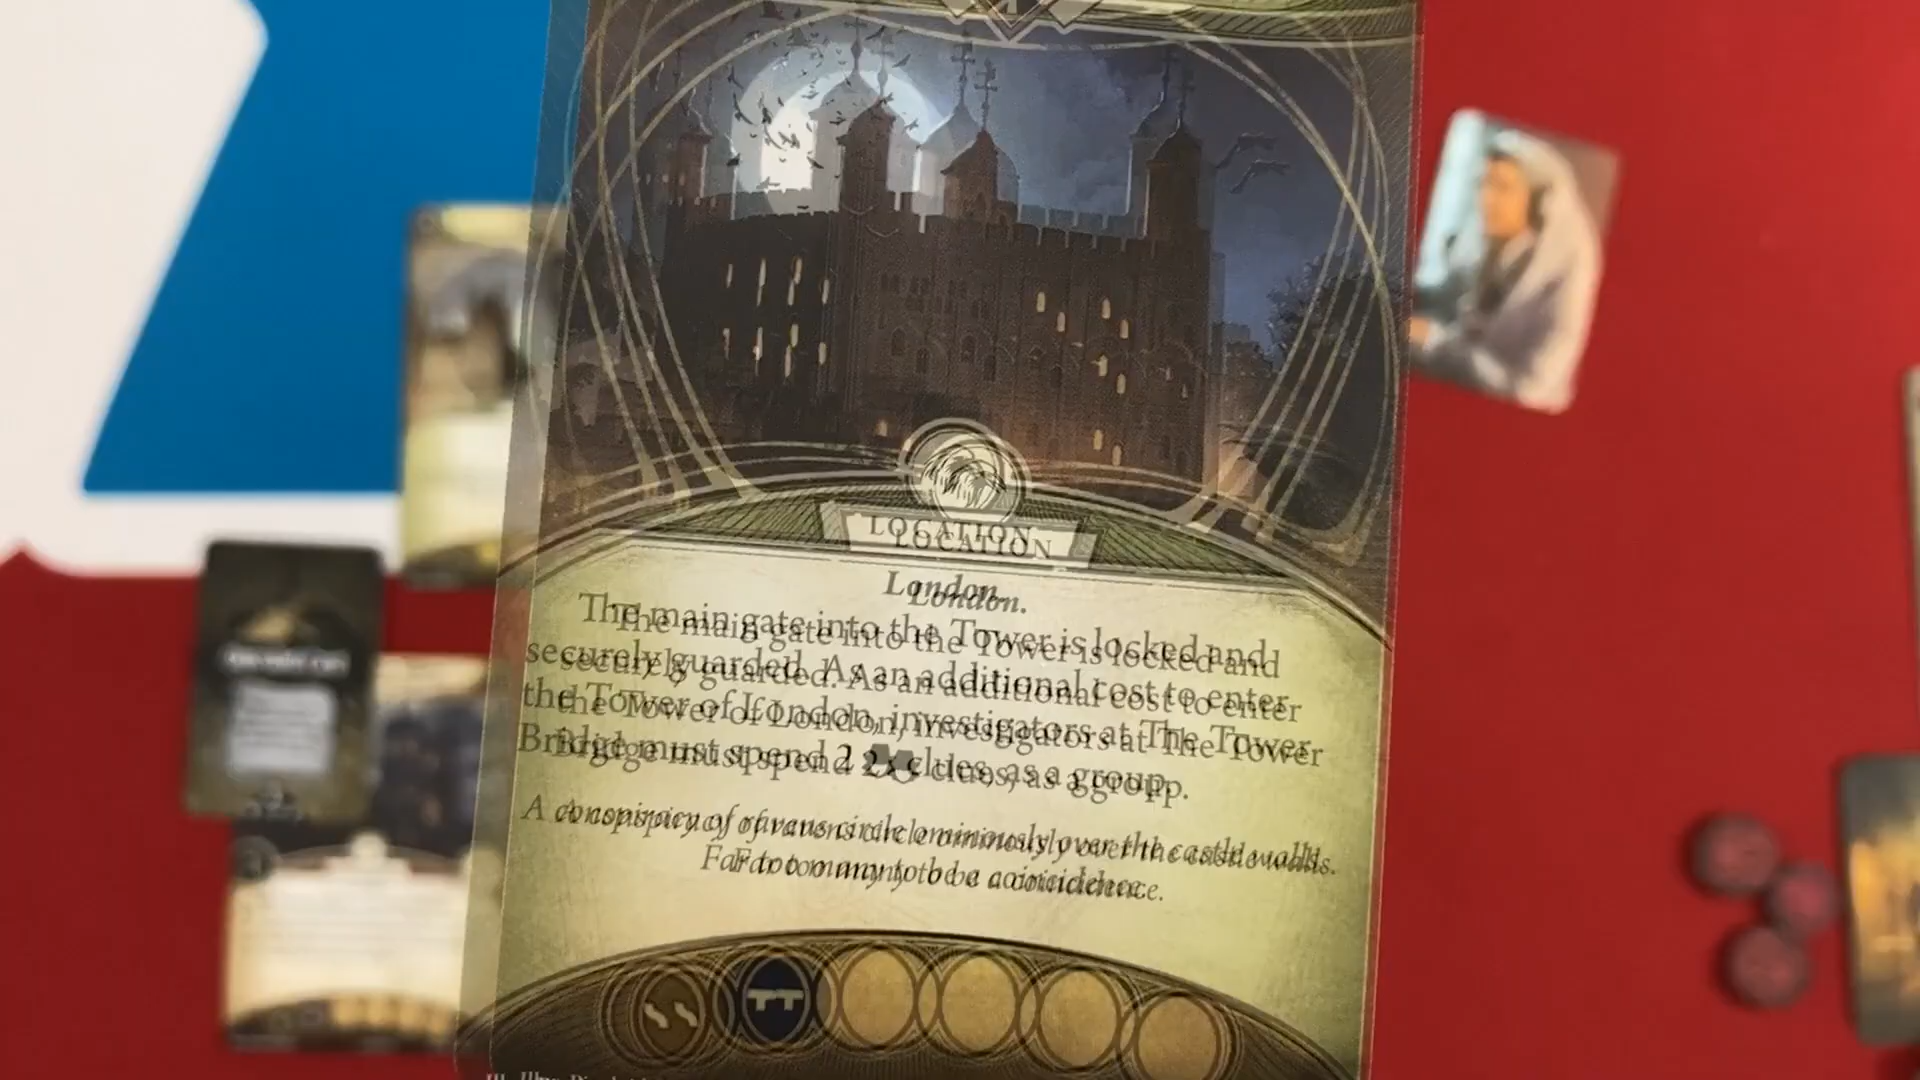 LOCATION
London.
The main gate into the Tower is locked and
securely guarded. As an additional cost to enter
the Tower of London, investigators at The Tower
Bridge must spend 2 clues, as a group.
A conspiracy of ravens circle ominously over the castle walls.
Far too many to be a coincidence.